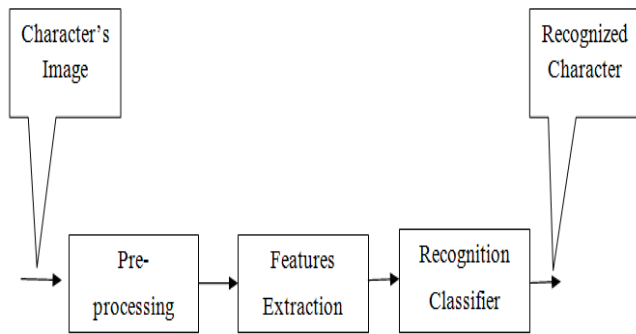 Character's
Image
Recognized
Character
Pre-
processing
Features
Extraction
Recognition
Classifier